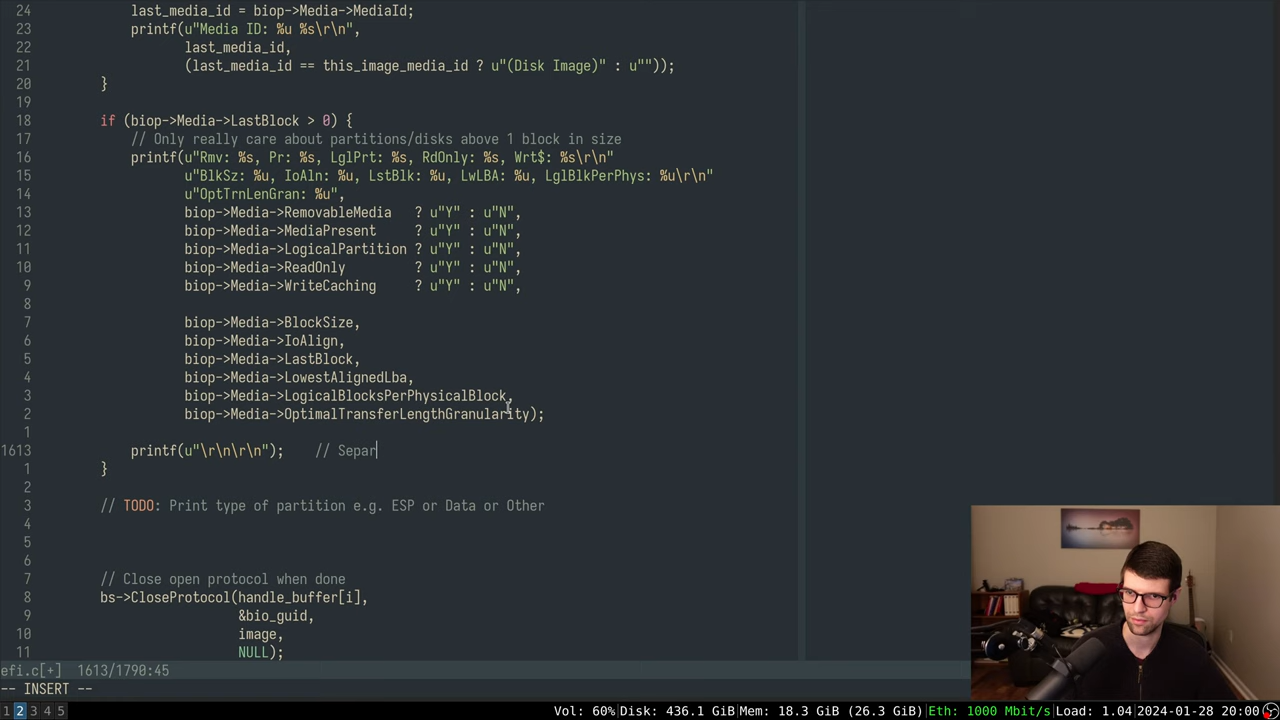 24             last_media_id = biop->Media->MediaId;
23             printf(u"Media ID: %u %s\r\n",
22                    last_media_id,
21                    (last_media_id == this_image_media_id ? u"(Disk Image)" : u""));
20         }
19
18         if (biop->Media->LastBlock > 0) {
17             // Only really care about partitions/disks above 1 block in size
16             printf(u"Rmv: %s, Pr: %s, LglPrt: %s, RdOnly: %s, Wrt$: %s\r\n"
15                    u"BlkSz: %u, IoAln: %u, LstBlk: %u, LwLBA: %u, LglBlkPerPhys: %u\r\n"
14                    u"OptTrnLenGran: %u",
13                    biop->Media->RemovableMedia   ? u"Y" : u"N",
12                    biop->Media->MediaPresent     ? u"Y" : u"N",
11                    biop->Media->LogicalPartition ? u"Y" : u"N",
10                    biop->Media->ReadOnly         ? u"Y" : u"N",
9                    biop->Media->WriteCaching     ? u"Y" : u"N",
8
7                    biop->Media->BlockSize,
6                    biop->Media->IoAlign,
5                    biop->Media->LastBlock,
4                    biop->Media->LowestAlignedLba,
3                    biop->Media->LogicalBlocksPerPhysicalBlock,
2                    biop->Media->OptimalTransferLengthGranularity);
1
1613             printf(u"\r\n\r\n");    // Separ
1         }
2
3         // TODO: Print type of partition e.g. ESP or Data or Other
4
5
6
7         // Close open protocol when done
8         bs->CloseProtocol(handle_buffer[i],
9                           &bio_guid,
10                           image,
11                           NULL);
efi.c[+]  1613/1790:45
-- INSERT --
1 2 3 4 5 Vol: 60%|Disk: 436.1 GB|Mem: 18.3 GB (26.3 GFB)|Eth: 1000 Mbit/s|Load: 1.04|2024-01-28 20:00